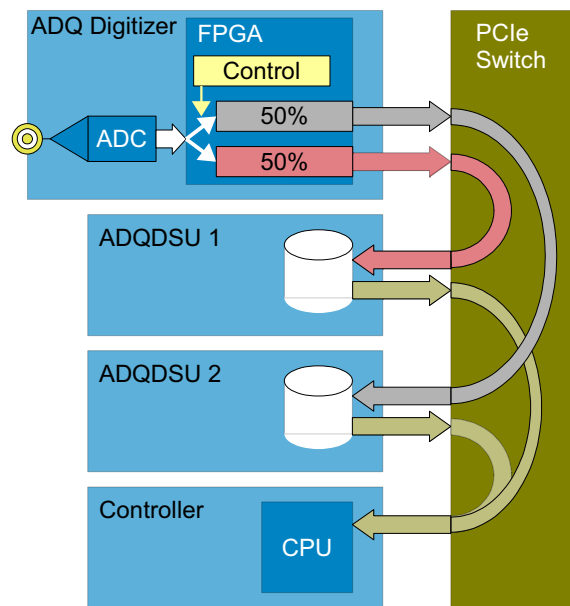 ADQ Digitizer
FPGA
PCIe
Switch
Control
50%
ADC
50%
ADQDSU 1
ADQDSU 2
Controller
CPU